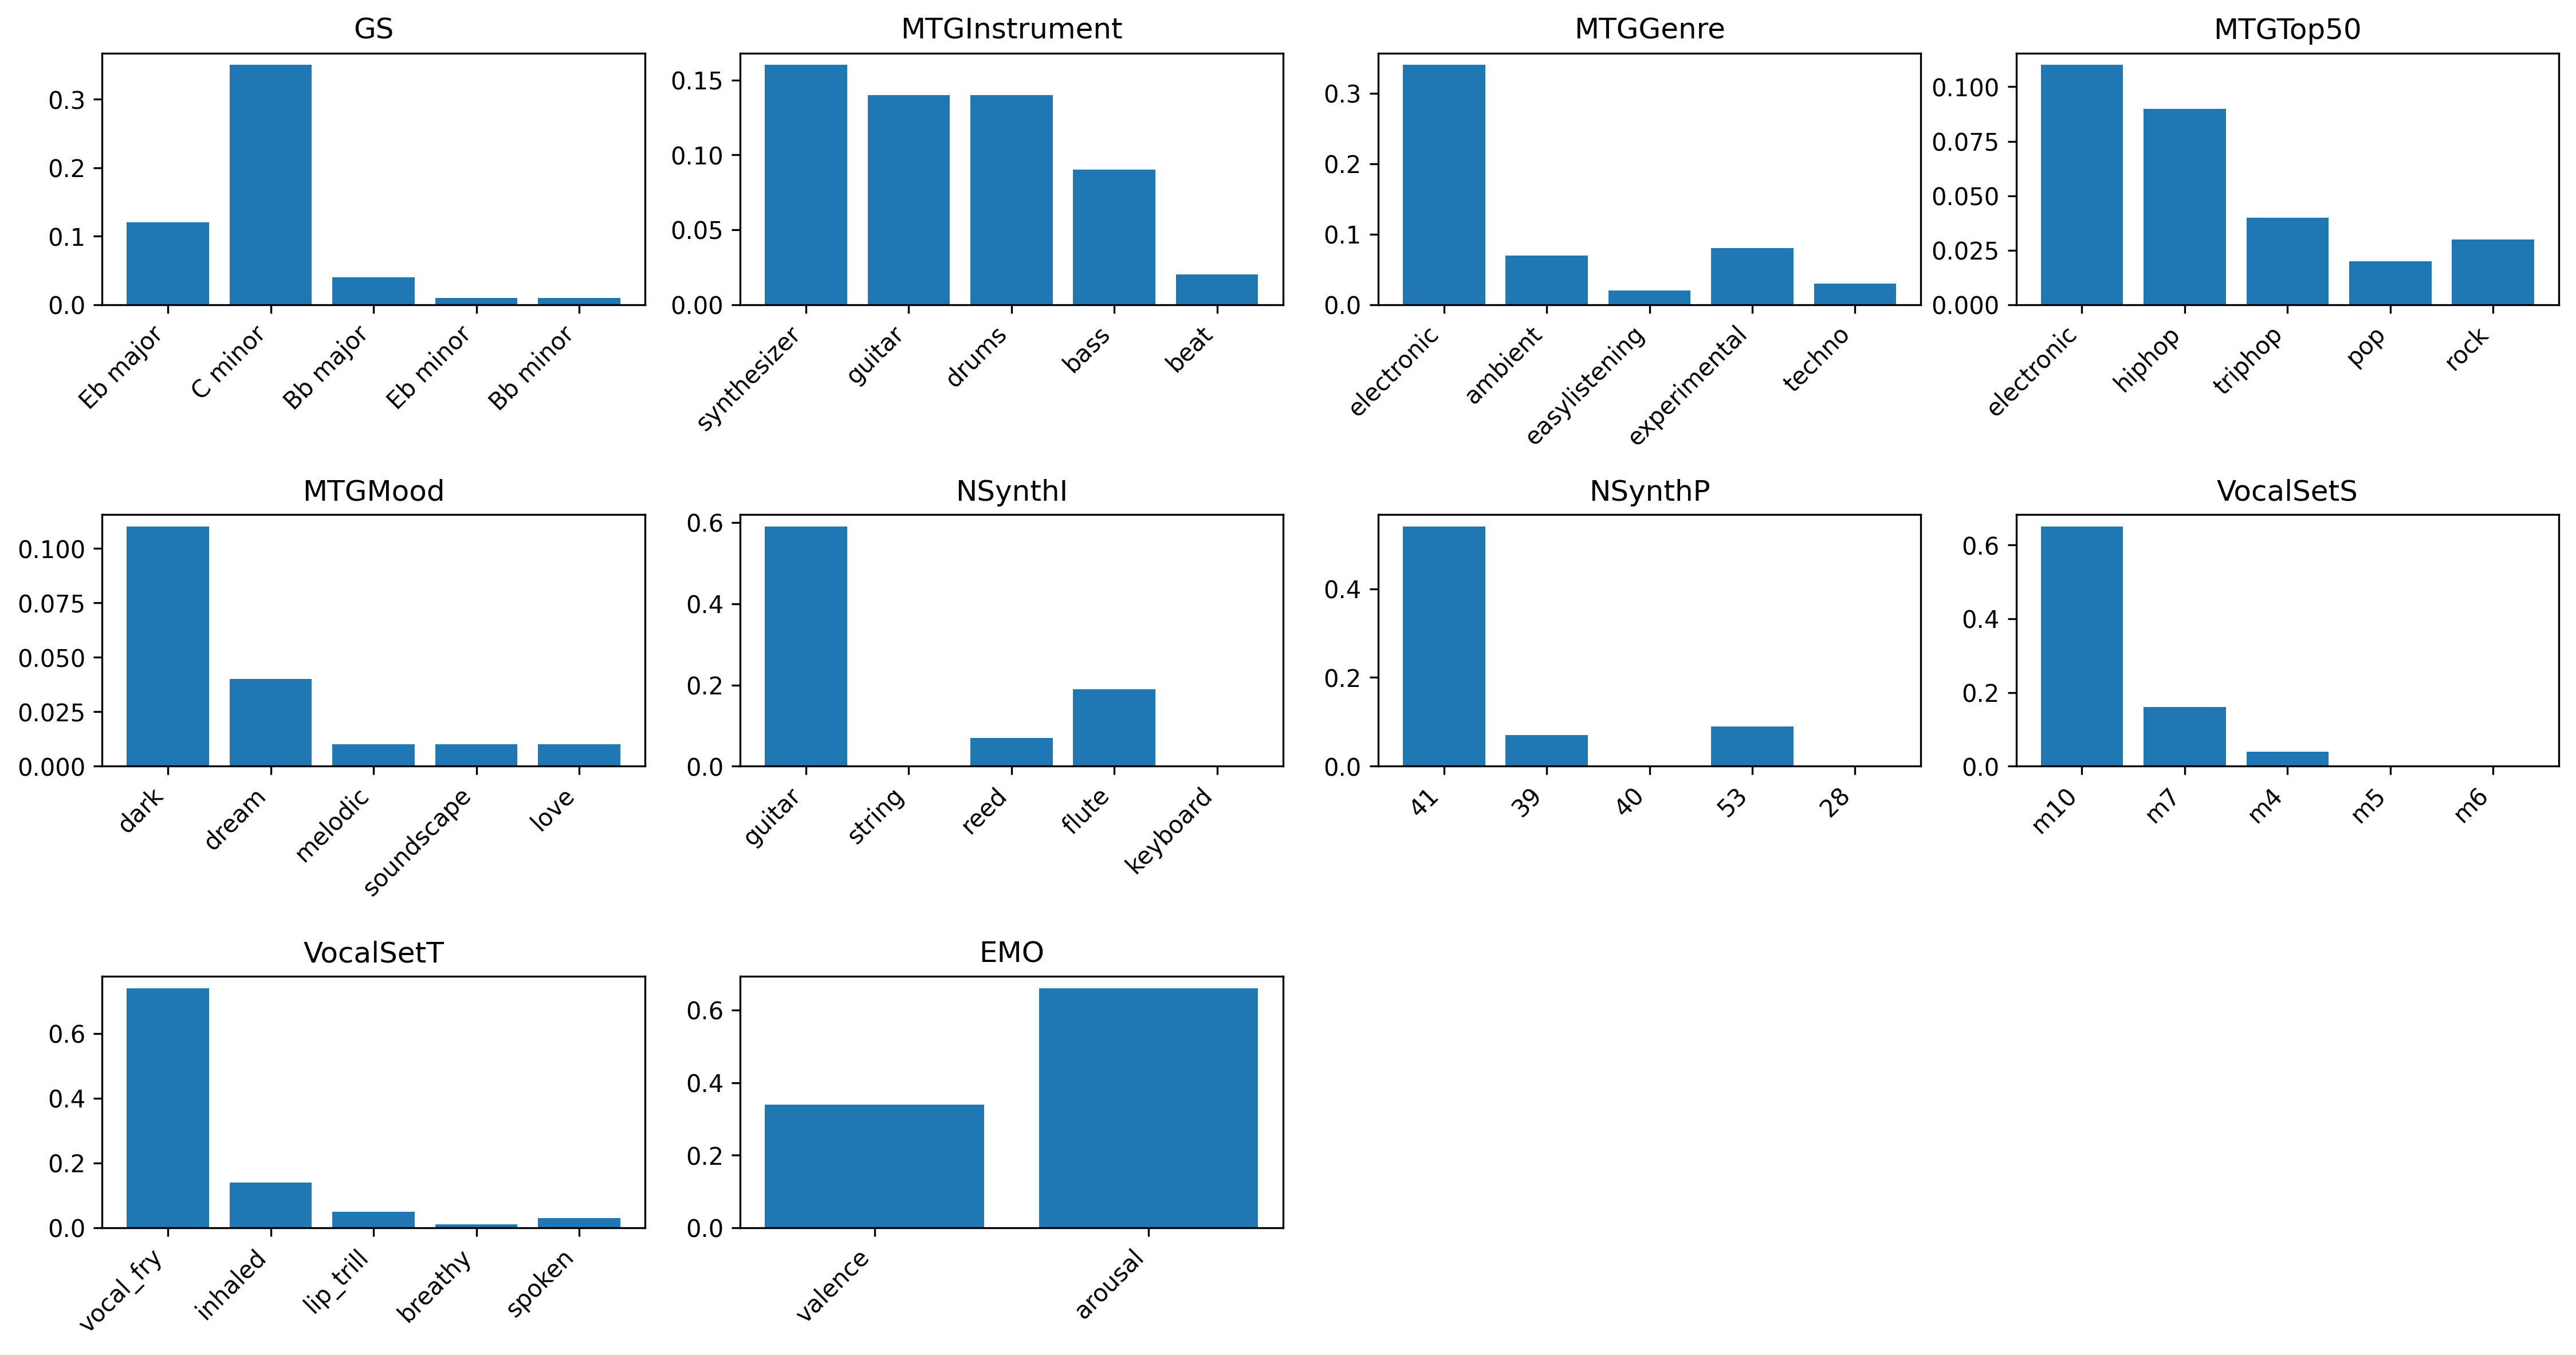 GS
0.3
0.2
0.1
0.0
Eb major
C minor
Bb major
Eb minor
Bb minor
MTGInstrument
0.15
0.10
0.05
0.00
synthesizer
guitar
drums
bass
beat
MTGGenre
0.3
0.2
0.1
0.0
electronic
ambient
easylistening
experimental
techno
MTGTop50
0.100
0.075
0.050
0.025
0.000
electronic
hiphop
triphop
pop
rock
MTGMood
0.100
0.075
0.050
0.025
0.000
dark
dream
melodic
soundscape
love
NSynthI
0.6
0.4
0.2
0.0
guitar
string
reed
flute
keyboard
NSynthP
0.4
0.2
0.0
41
39
40
53
28
VocalSetS
0.6
0.4
0.2
0.0
m10
m7
m4
m5
m6
VocalSetT
0.6
0.4
0.2
0.0
vocal_fry
inhaled
lip_trill
breathy
spoken
EMO
0.6
0.4
0.2
0.0
valence
arousal